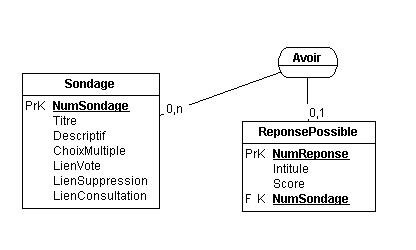 Avoir
Sondage
0,n
PrK NumSondage
Titre
Descriptif
ChoixMultiple
LienVote
LienSuppression
LienConsultation
0,1
ReponsePossible
PrK NumReponse
Intitule
Score
F K NumSondage